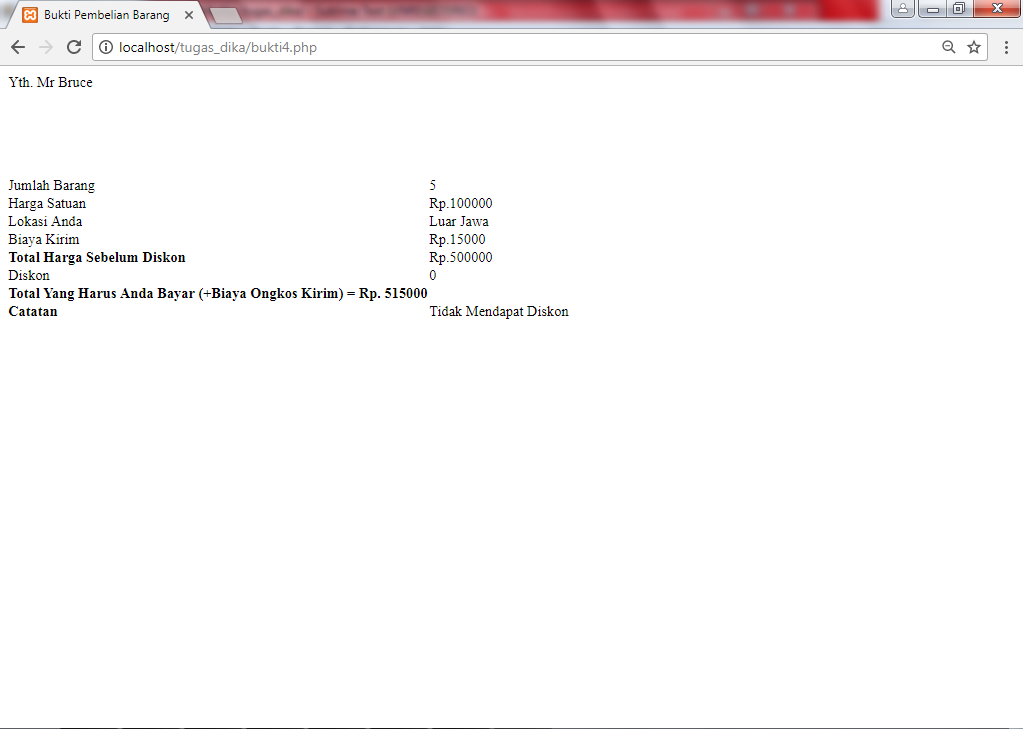 Bukti Pembelian Barang
localhost/tugas_dika/bukti4.php
Yth. Mr Bruce
Jumlah Barang 5
Harga Satuan Rp.100000
Lokasi Anda Luar Jawa
Biaya Kirim Rp.15000
Total Harga Sebelum Diskon Rp.500000
Diskon 0
Total Yang Harus Anda Bayar (+Biaya Ongkos Kirim) = Rp. 515000
Catatan Tidak Mendapat Diskon